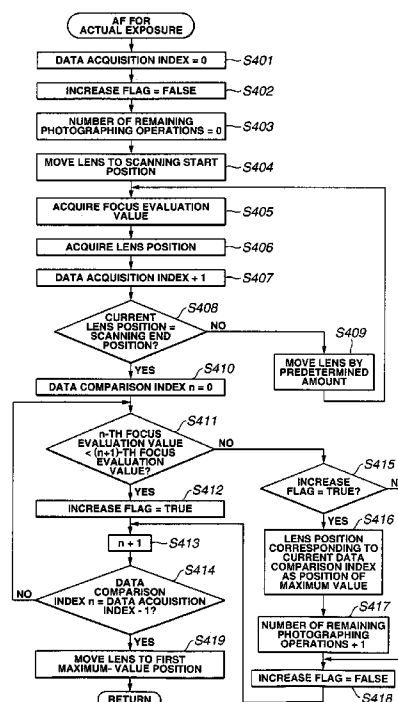 AF FOR
ACTUAL EXPOSURE
DATA ACQUISITION INDEX = 0
S401
INCREASE FLAG = FALSE
S402
NUMBER OF REMAINING
PHOTOGRAPHING OPERATIONS = 0
S403
MOVE LENS TO SCANNING START
POSITION
S404
ACQUIRE FOCUS EVALUATION
VALUE
S405
ACQUIRE LENS POSITION
S406
DATA ACQUISITION INDEX + 1
S407
S408
CURRENT
LENS POSITION =
SCANNING END
POSITION?
NO
YES
S409
MOVE LENS BY
PREDETERMINED
AMOUNT
S410
DATA COMPARISON INDEX n = 0
S411
n-TH FOCUS
EVALUATION VALUE
< (n+1)-TH FOCUS
EVALUATION
VALUE?
NO
YES
S412
INCREASE FLAG = TRUE
n + 1
S413
S414
DATA
COMPARISON
INDEX n = DATA ACQUISITION
INDEX - 1?
NO
YES
S415
INCREASE
FLAG = TRUE?
YES
S416
LENS POSITION
CORRESPONDING TO
CURRENT DATA
COMPARISON INDEX
AS POSITION OF
MAXIMUM VALUE
S417
NUMBER OF REMAINING
PHOTOGRAPHING
OPERATIONS + 1
INCREASE FLAG = FALSE
S418
S419
MOVE LENS TO FIRST
MAXIMUM- VALUE POSITION
RETURN